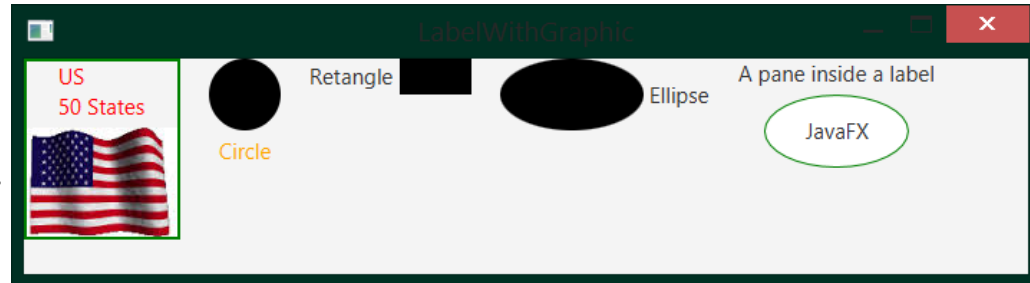 LabelWithGraphic
US
50 States
Circle
Retangle
Ellipse
A pane inside a label
JavaFX